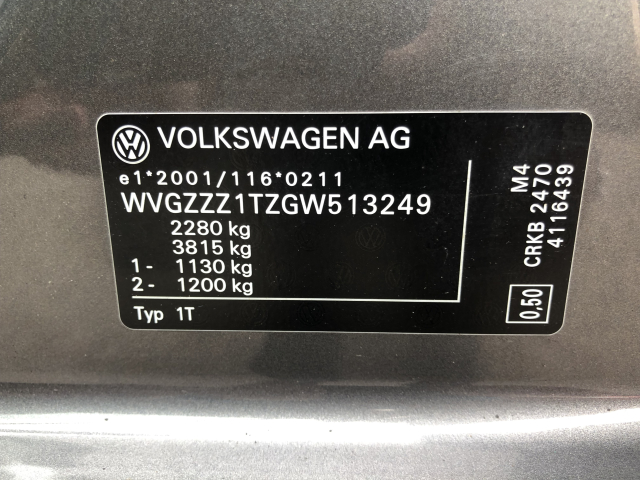 VOLKSWAGEN AG
e1*2001/116*0211
WVGZZZ1TZGW513249
2280 kg
3815 kg
1 - 1130 kg
2 - 1200 kg
Typ 1T
M4
CRKB 2470
4116439
0,50